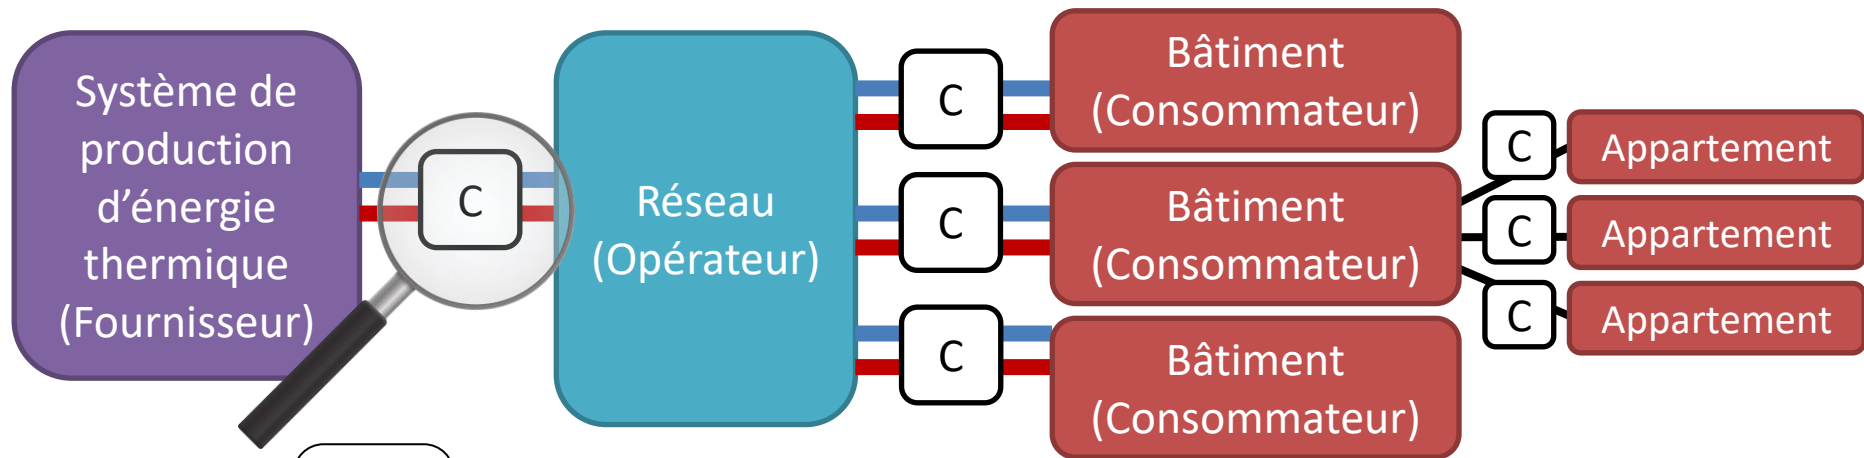 Système de
production
d’énergie
thermique
(Fournisseur)
C
Réseau
(Opérateur)
C
Bâtiment
(Consommateur)
C
Bâtiment
(Consommateur)
C
Bâtiment
(Consommateur)
C
Appartement
C
Appartement
C
Appartement